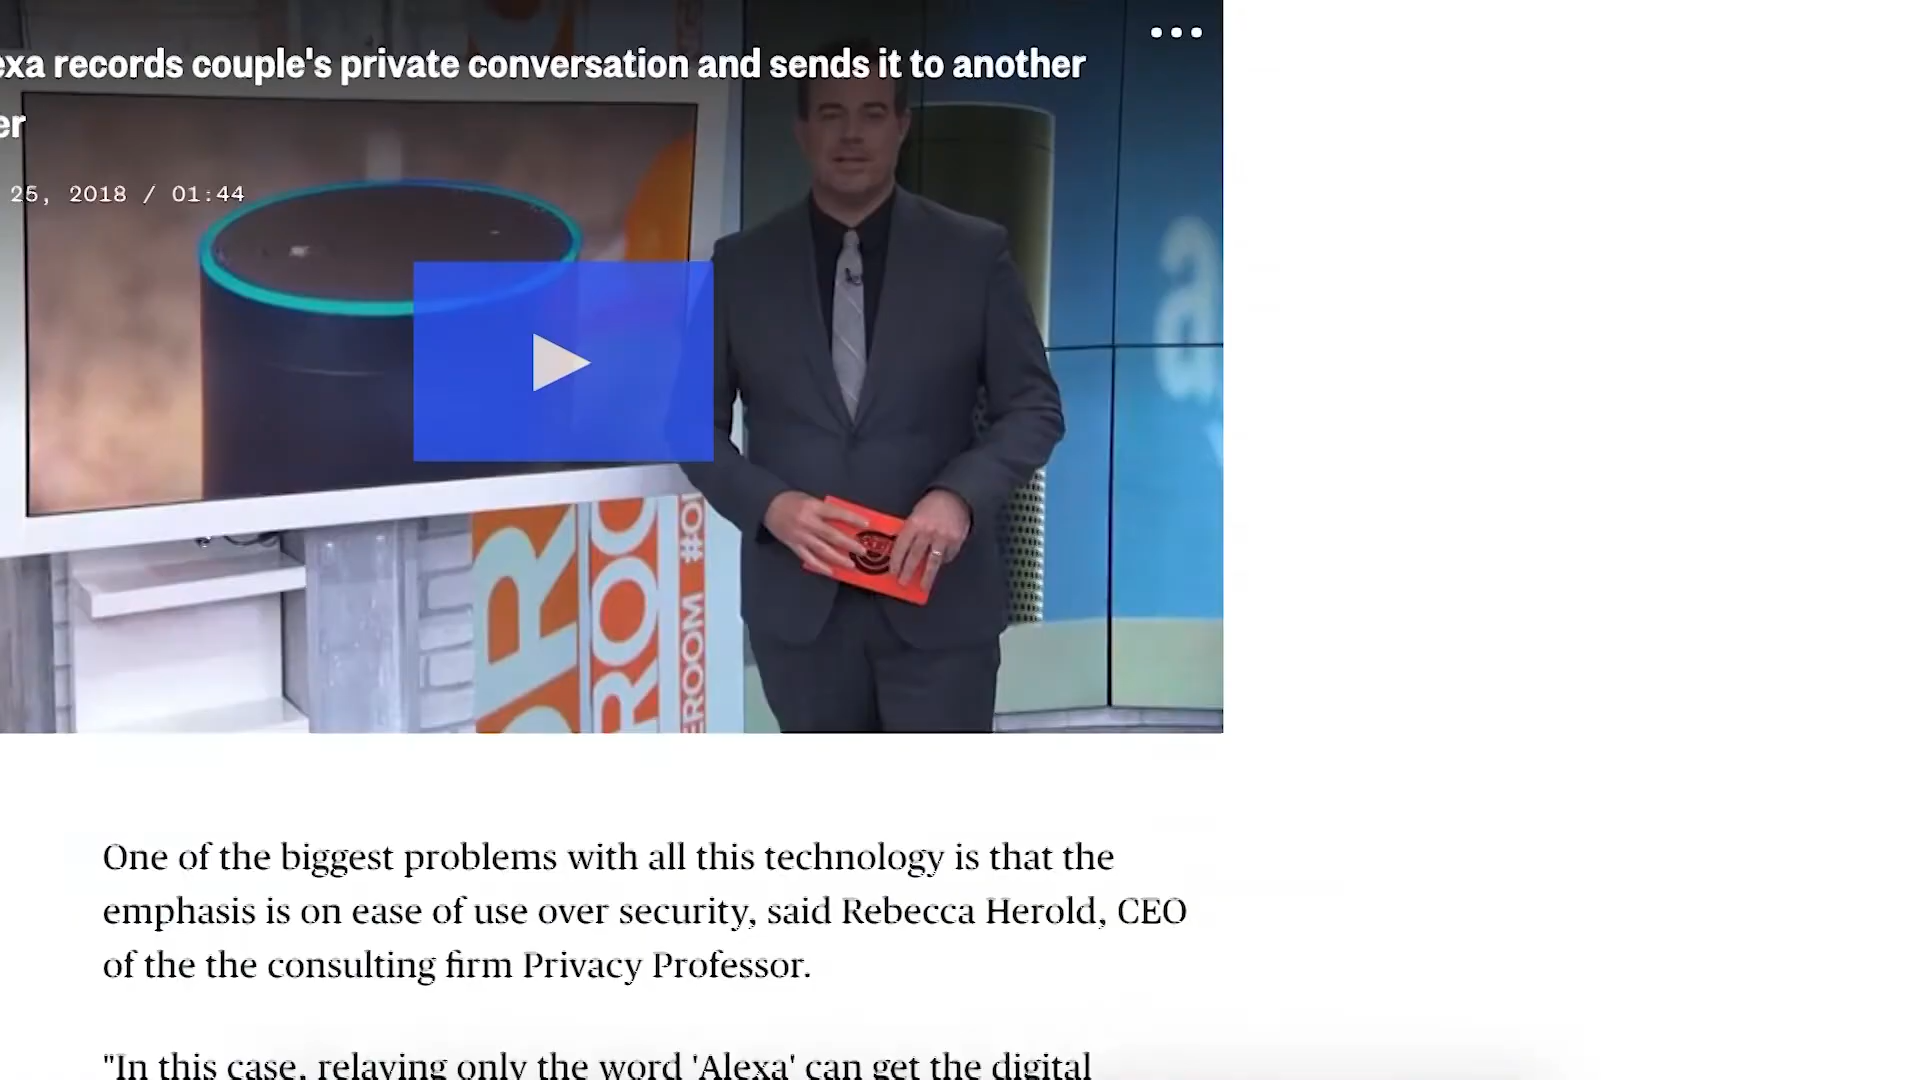 exa records couple's private conversation and sends it to another
er
25, 2018 / 01:44
a
OR
ROO
EROOM #O
One of the biggest problems with all this technology is that the
emphasis is on ease of use over security, said Rebecca Herold, CEO
of the the consulting firm Privacy Professor.
"In this case, relaying only the word 'Alexa' can get the digital